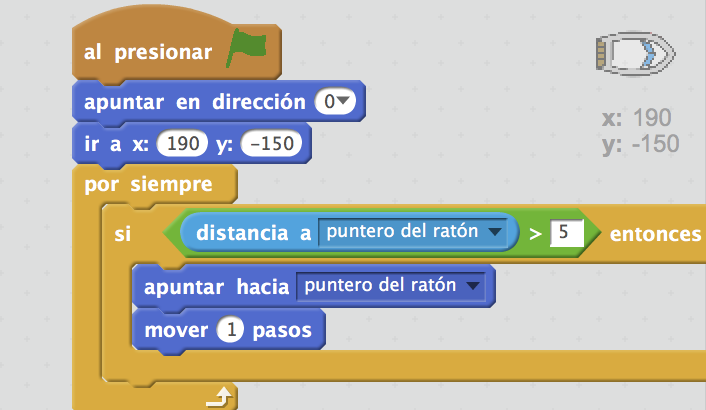 al presionar
apuntar en dirección 0
ir a x: 190 y: -150
por siempre
si distancia a puntero del ratón > 5 entonces
apuntar hacia puntero del ratón
mover 1 pasos
x: 190
y: -150